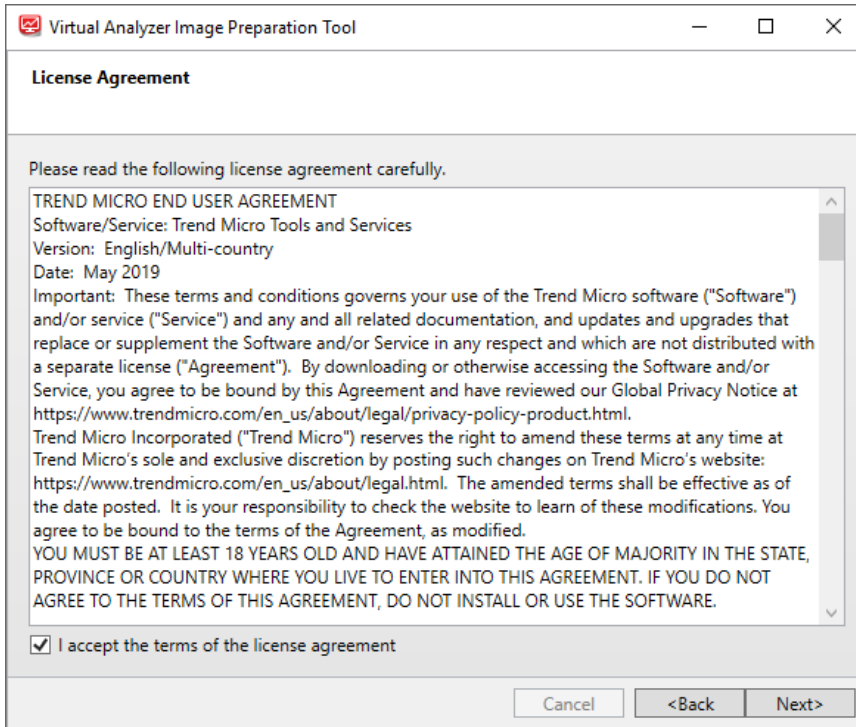 Virtual Analyzer Image Preparation Tool
License Agreement
Please read the following license agreement carefully.
TREND MICRO END USER AGREEMENT
Software/Service: Trend Micro Tools and Services
Version:  English/Multi-country
Date:  May 2019
Important:  These terms and conditions governs your use of the Trend Micro software ("Software")
and/or service ("Service") and any and all related documentation, and updates and upgrades that
replace or supplement the Software and/or Service in any respect and which are not distributed with
a separate license ("Agreement").  By downloading or otherwise accessing the Software and/or
Service, you agree to be bound by this Agreement and have reviewed our Global Privacy Notice at
https://www.trendmicro.com/en_us/about/legal/privacy-policy-product.html.
Trend Micro Incorporated ("Trend Micro") reserves the right to amend these terms at any time at
Trend Micro's sole and exclusive discretion by posting such changes on Trend Micro's website:
https://www.trendmicro.com/en_us/about/legal.html.  The amended terms shall be effective as of
the date posted.  It is your responsibility to check the website to learn of these modifications. You
agree to be bound to the terms of the Agreement, as modified.
YOU MUST BE AT LEAST 18 YEARS OLD AND HAVE ATTAINED THE AGE OF MAJORITY IN THE STATE,
PROVINCE OR COUNTRY WHERE YOU LIVE TO ENTER INTO THIS AGREEMENT. IF YOU DO NOT
AGREE TO THE TERMS OF THIS AGREEMENT, DO NOT INSTALL OR USE THE SOFTWARE.
I accept the terms of the license agreement
Cancel
<Back
Next>